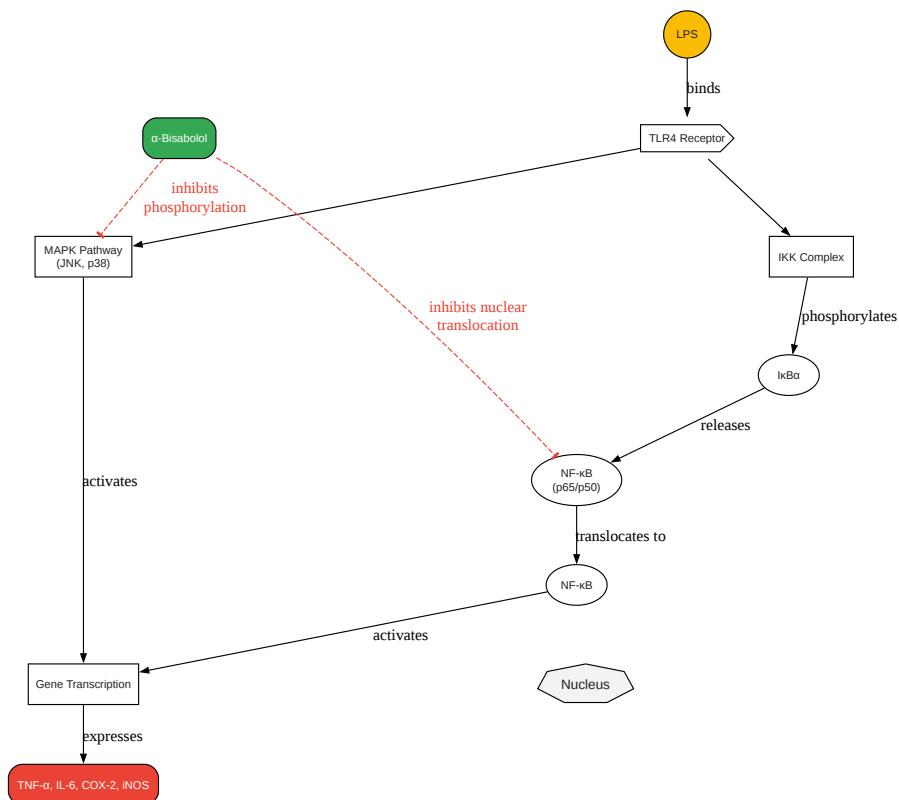 LPS
binds
α-Bisabolol
TLR4 Receptor
inhibits
phosphorylation
MAPK Pathway
(JNK, p38)
IKK Complex
inhibits nuclear
translocation
phosphorylates
IκBα
releases
NF-κB
(p65/p50)
activates
translocates to
NF-κB
activates
Gene Transcription
Nucleus
expresses
TNF-α, IL-6, COX-2, iNOS